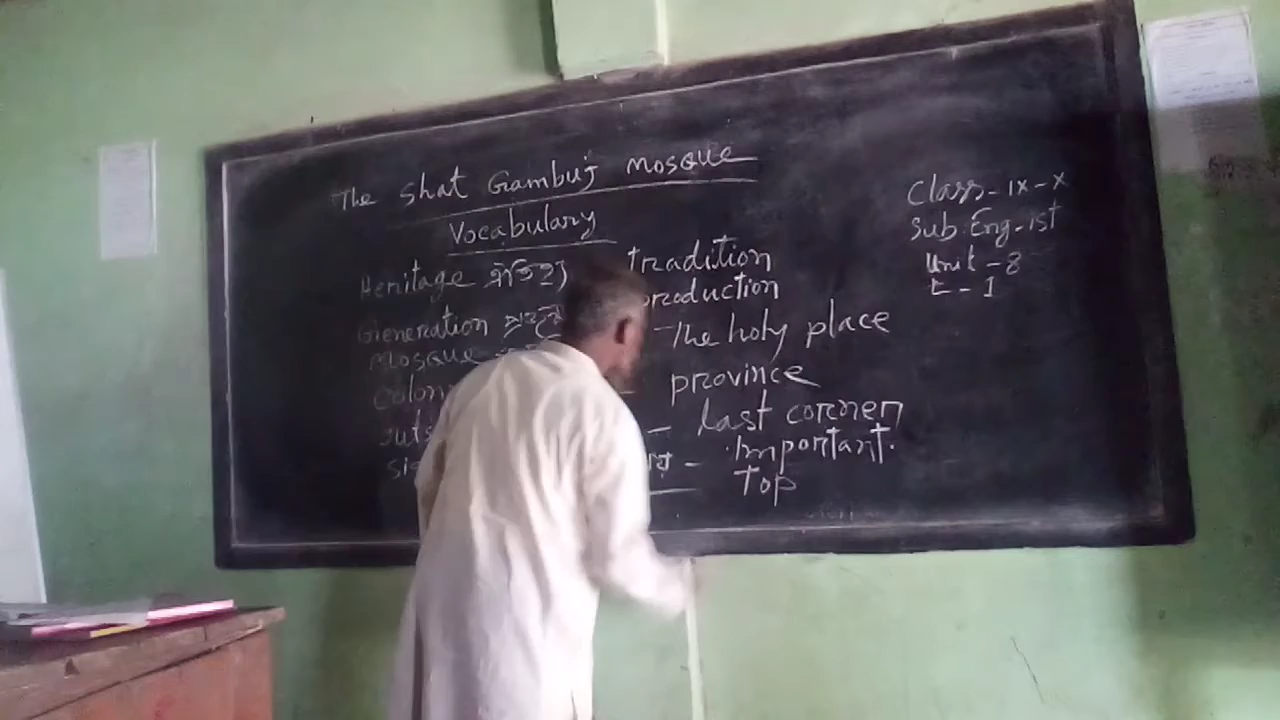 The Shat Gambuj Mosque
Vocabulary
Heritage ঐতিহ্য tradition
Generation production
Mosque The holy place
Colon province
outs - last corner
Si - Important.
Top
Class - IX - X
Sub: Eng - 1st
Unit - 8
L - 1